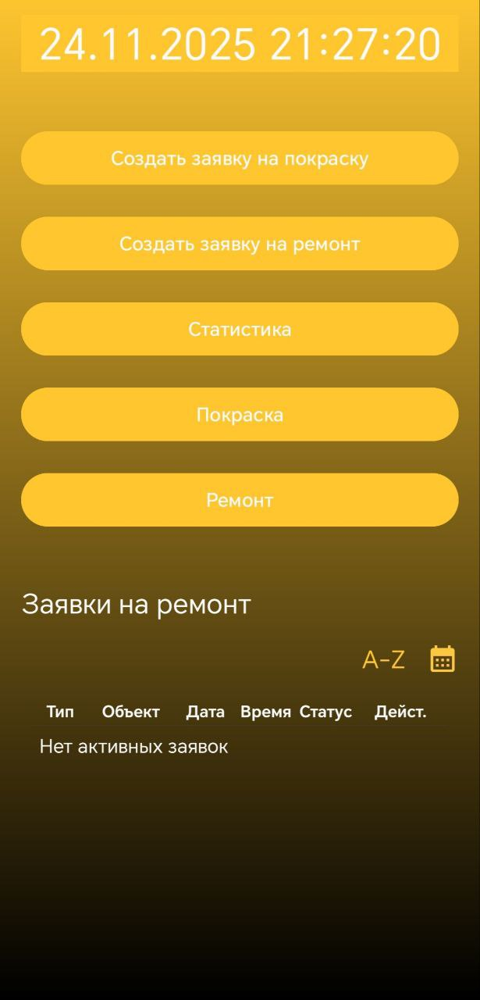 24.11.2025 21:27:20
Создать заявку на покраску
Создать заявку на ремонт
Статистика
Покраска
Ремонт
Заявки на ремонт
A-Z
Тип Объект Дата Время Статус Дейст.
Нет активных заявок